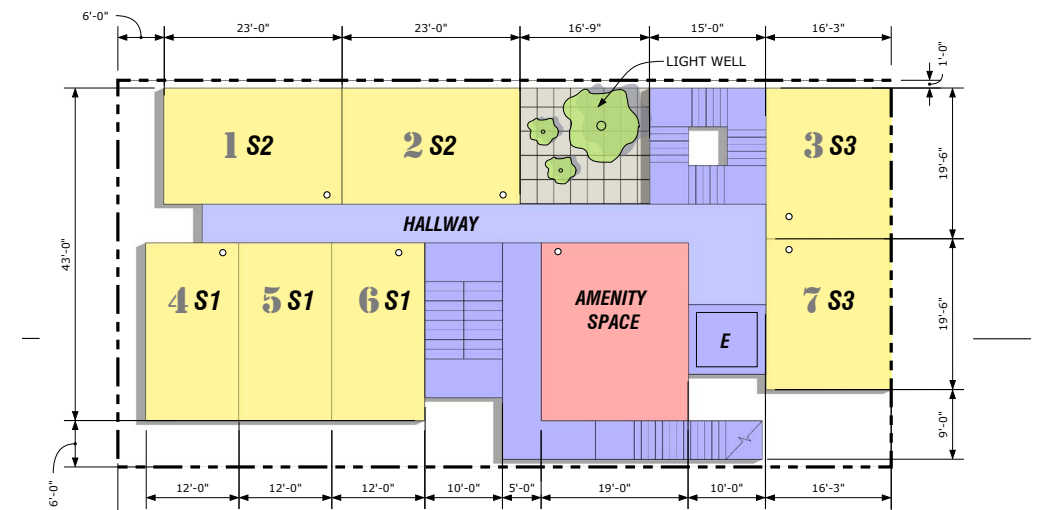 6'-0"
23'-0"
23'-0"
16'-9"
15'-0"
16'-3"
1'-0"
LIGHT WELL
1 S2
2 S2
3 S3
19'-6"
HALLWAY
43'-0"
4 S1
5 S1
6 S1
AMENITY
SPACE
7 S3
19'-6"
E
9'-0"
6'-0"
12'-0"
12'-0"
12'-0"
10'-0"
5'-0"
19'-0"
10'-0"
16'-3"